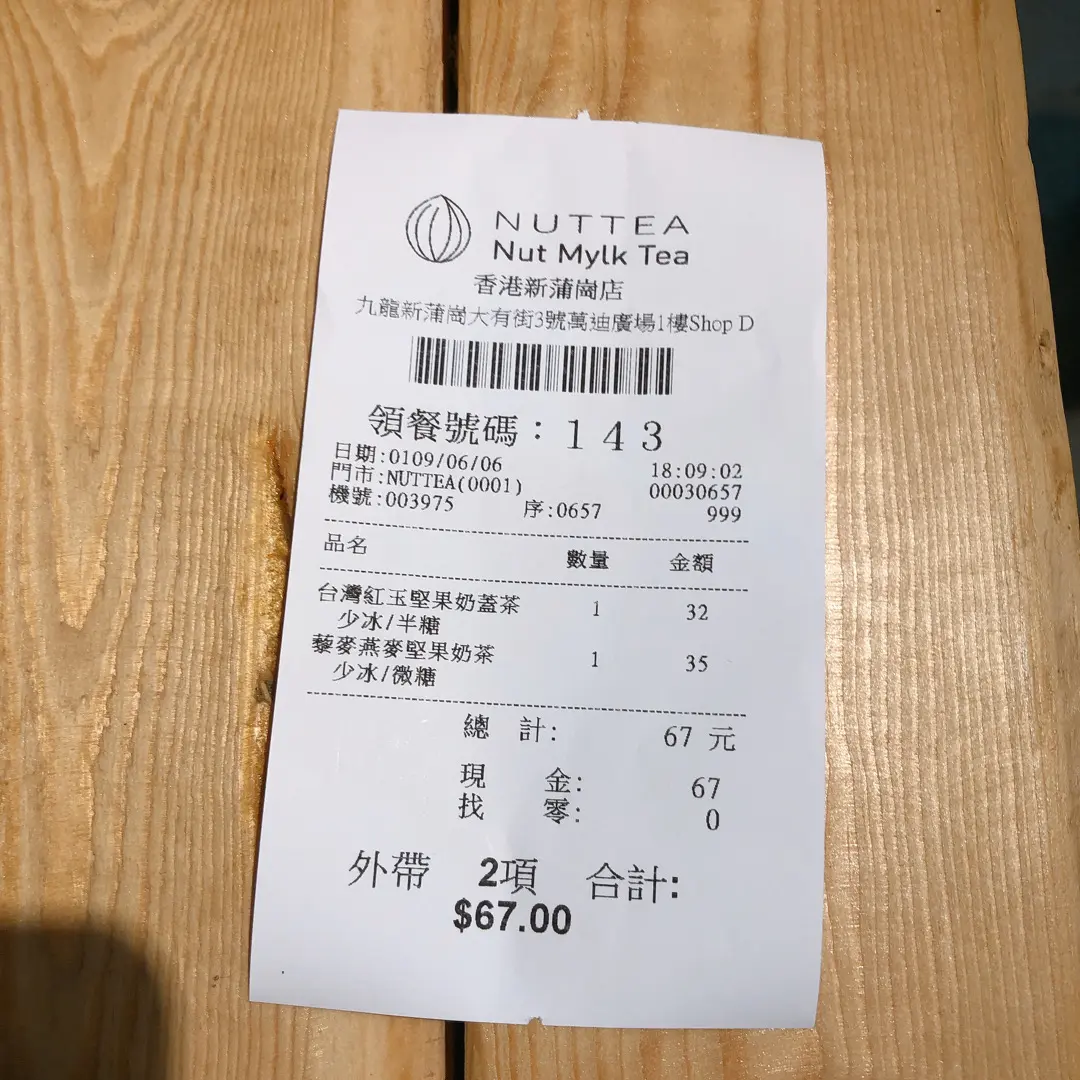 NUTTEA
Nut Mylk Tea
香港新蒲崗店
九龍新蒲崗大有街3號萬迪廣場1樓Shop D
領餐號碼：143
日期:0109/06/06 18:09:02
門市:NUTTEA(0001) 00030657
機號:003975 序:0657 999
品名 數量 金額
台灣紅玉堅果奶蓋茶 1 32
少冰/半糖
藜麥燕麥堅果奶茶 1 35
少冰/微糖
總 計: 67 元
現 金: 67
找 零: 0
外帶 2項 合計:
$67.00